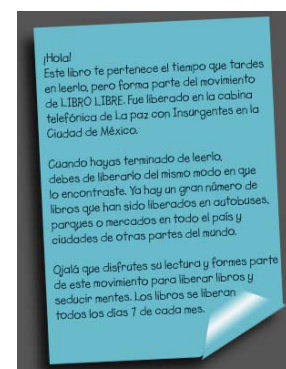 ¡Hola!
Este libro te pertenece el tiempo que tardes
en leerlo, pero forma parte del movimiento
de LIBRO LIBRE. Fue liberado en la cabina
telefónica de La paz con Insurgentes en la
Ciudad de México.
Cuando hayas terminado de leerlo,
debes de liberarlo del mismo modo en que
lo encontraste. Ya hay un gran número de
libros que han sido liberados en autobuses,
parques o mercados en todo el país y
ciudades de otras partes del mundo.
Ojalá que disfrutes su lectura y formes parte
de este movimiento para liberar libros y
seducir mentes. Los libros se liberan
todos los días 7 de cada mes.